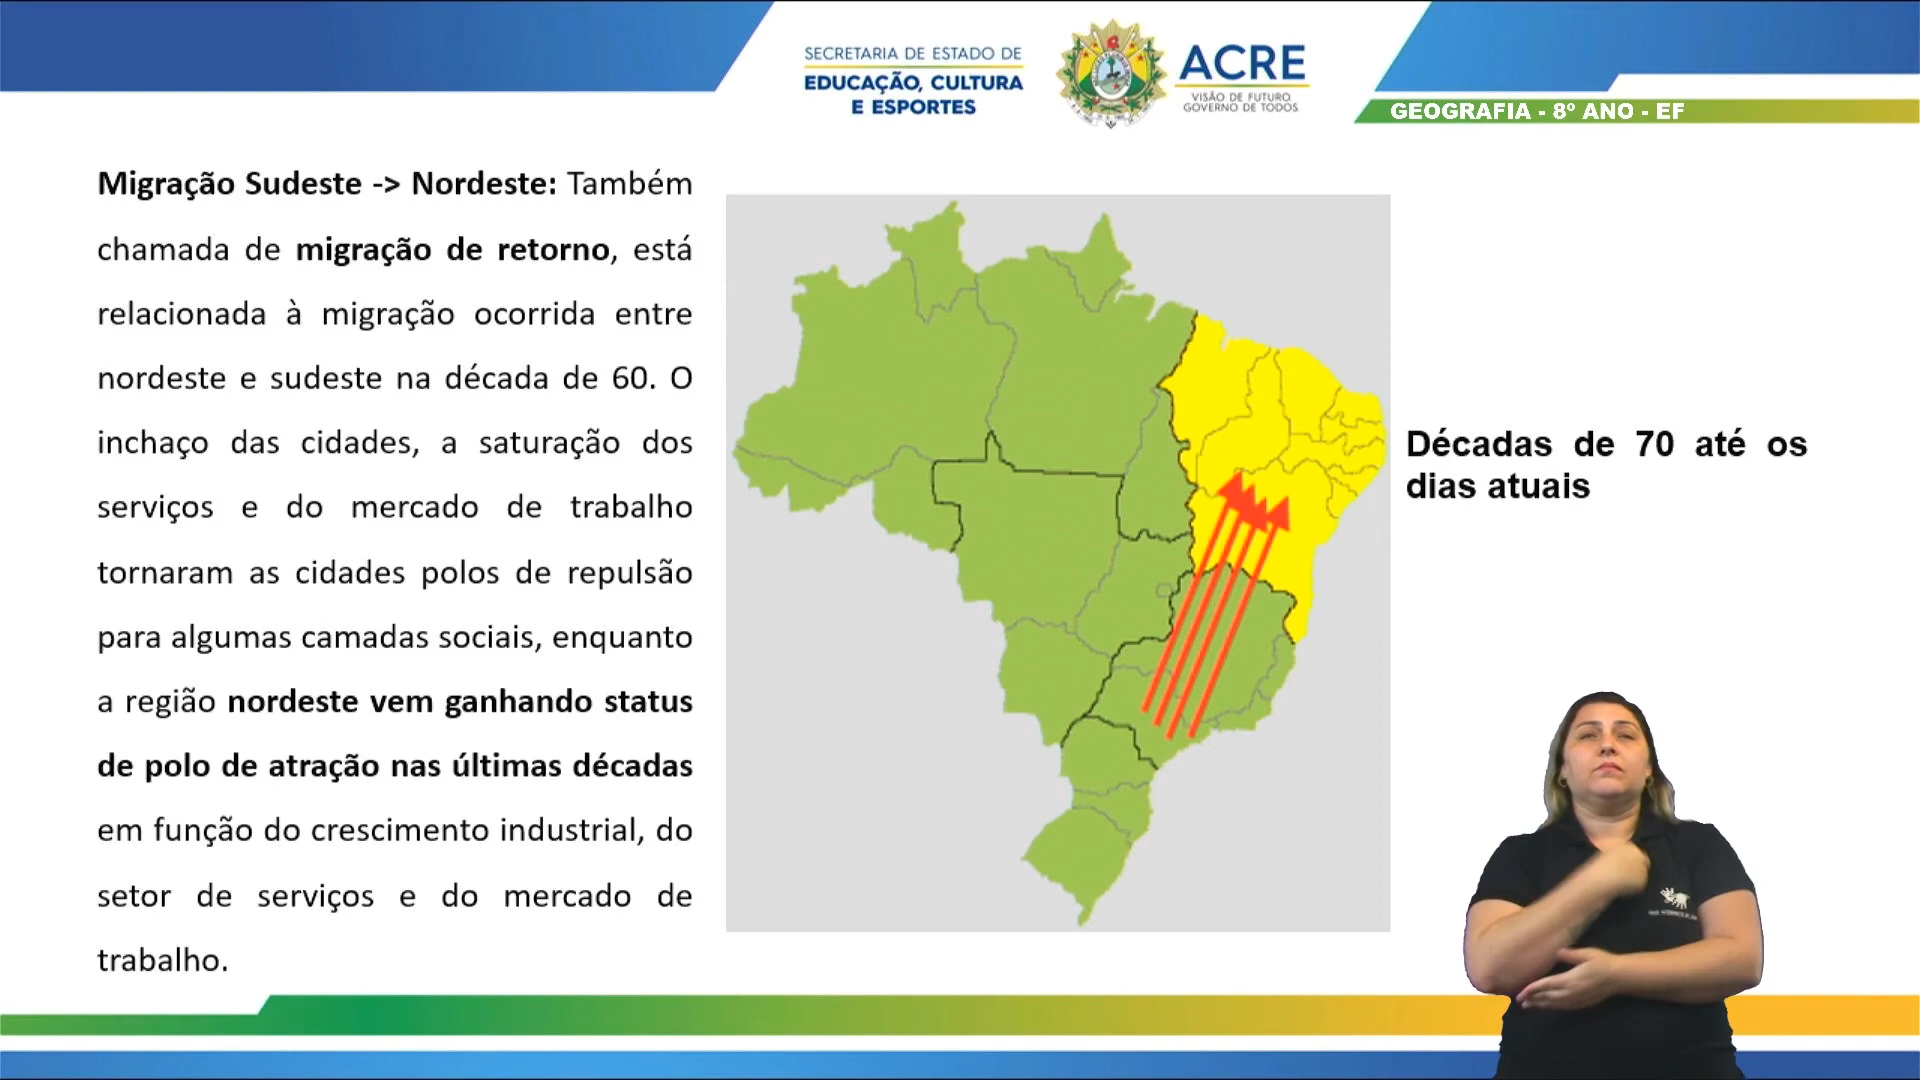 SECRETARIA DE ESTADO DE
EDUCAÇÃO, CULTURA
E ESPORTES
ACRE
VISÃO DE FUTURO.
GOVERNO DE TODOS.
GEOGRAFIA - 8º ANO - EF
Migração Sudeste -> Nordeste: Também
chamada de migração de retorno, está
relacionada à migração ocorrida entre
nordeste e sudeste na década de 60. O
inchaço das cidades, a saturação dos
serviços e do mercado de trabalho
tornaram as cidades polos de repulsão
para algumas camadas sociais, enquanto
a região nordeste vem ganhando status
de polo de atração nas últimas décadas
em função do crescimento industrial, do
setor de serviços e do mercado de
trabalho.
Décadas de 70 até os
dias atuais